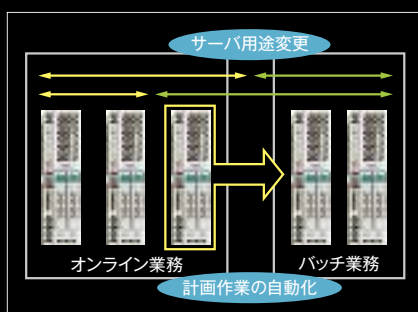 サーバ用途変更
オンライン業務
バッチ業務
計画作業の自動化